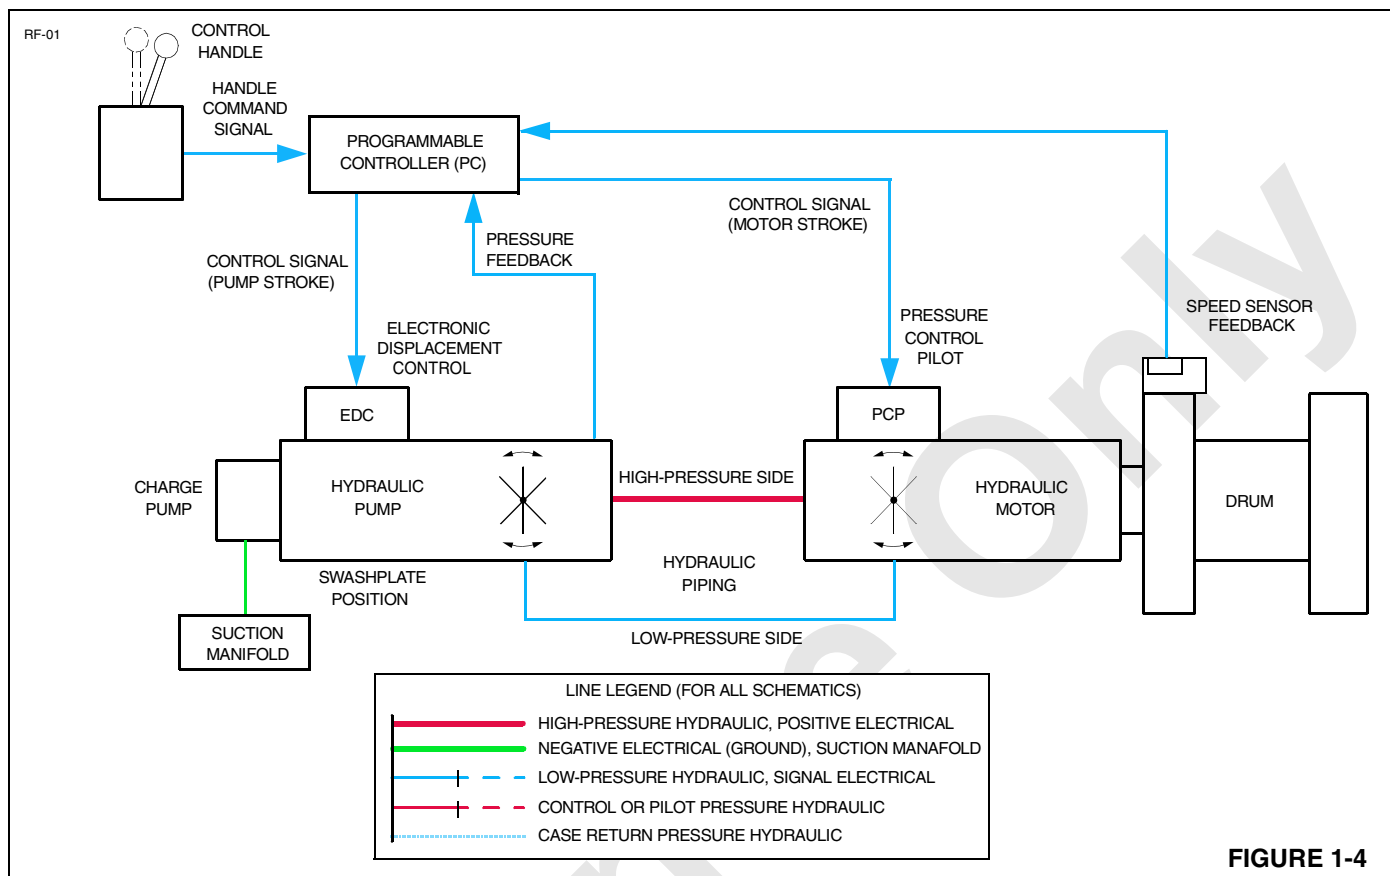 RF-01
CONTROL
HANDLE
HANDLE
COMMAND
SIGNAL
PROGRAMMABLE
CONTROLLER (PC)
CONTROL SIGNAL
(MOTOR STROKE)
PRESSURE
FEEDBACK
CONTROL SIGNAL
(PUMP STROKE)
SPEED SENSOR
FEEDBACK
ELECTRONIC
DISPLACEMENT
CONTROL
PRESSURE
CONTROL
PILOT
EDC
PCP
CHARGE
PUMP
HYDRAULIC
PUMP
HIGH-PRESSURE SIDE
HYDRAULIC
MOTOR
DRUM
SWASHPLATE
POSITION
HYDRAULIC
PIPING
SUCTION
MANIFOLD
LOW-PRESSURE SIDE
LINE LEGEND (FOR ALL SCHEMATICS)
HIGH-PRESSURE HYDRAULIC, POSITIVE ELECTRICAL
NEGATIVE ELECTRICAL (GROUND), SUCTION MANAFOLD
LOW-PRESSURE HYDRAULIC, SIGNAL ELECTRICAL
CONTROL OR PILOT PRESSURE HYDRAULIC
CASE RETURN PRESSURE HYDRAULIC
FIGURE 1-4
Only